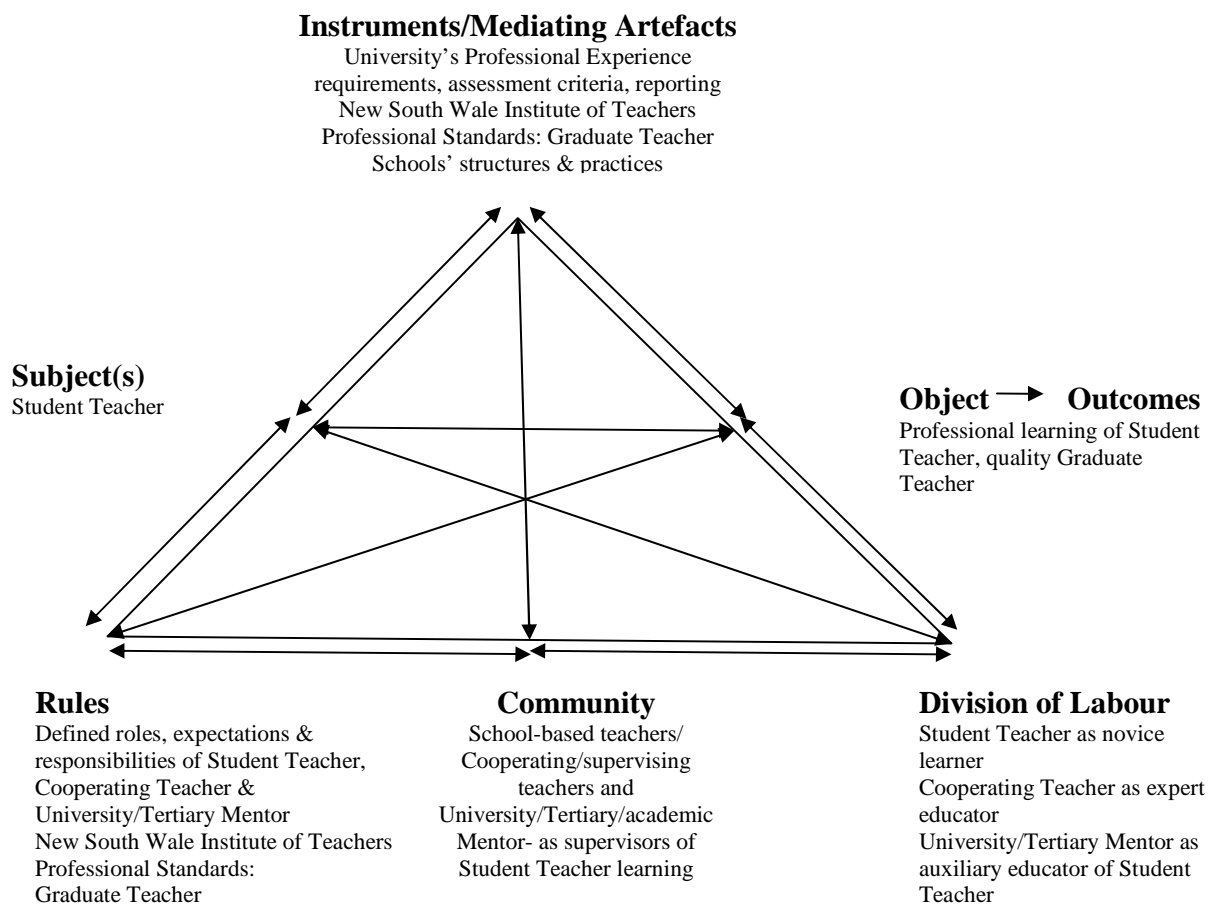 Instruments/Mediating Artefacts
University's Professional Experience
requirements, assessment criteria, reporting
New South Wale Institute of Teachers
Professional Standards: Graduate Teacher
Schools' structures & practices
Subject(s)
Student Teacher
Object Outcomes
Professional learning of Student
Teacher, quality Graduate
Teacher
Rules
Defined roles, expectations &
responsibilities of Student Teacher,
Cooperating Teacher &
University/Tertiary Mentor
New South Wale Institute of Teachers
Professional Standards:
Graduate Teacher
Community
School-based teachers/
Cooperating/supervising
teachers and
University/Tertiary/academic
Mentor- as supervisors of
Student Teacher learning
Division of Labour
Student Teacher as novice
learner
Cooperating Teacher as expert
educator
University/Tertiary Mentor as
auxiliary educator of Student
Teacher